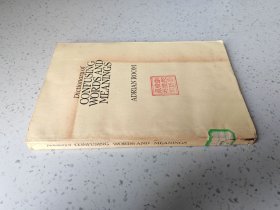 Dictionary of
CONFUSING
WORDS AND
MEANINGS
ADRIAN ROOM
CONFUSING WORDS AND MEANINGS